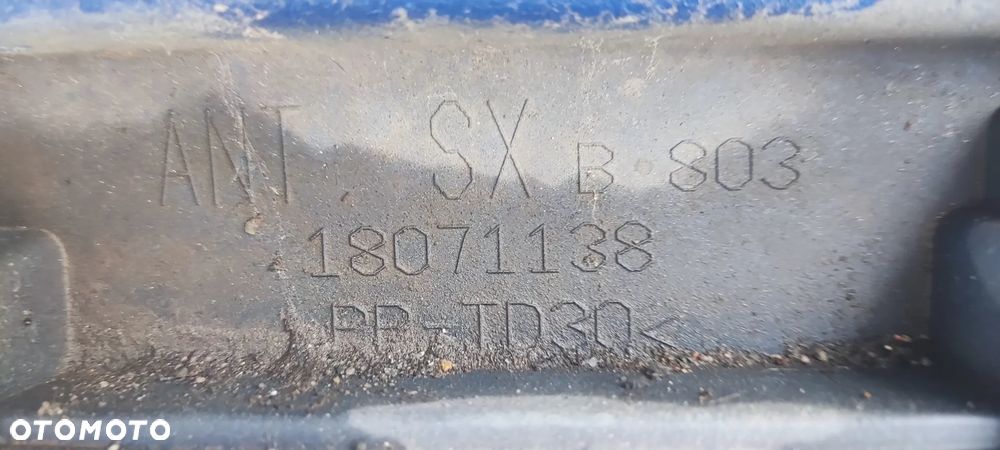 ANT. SX B·803
18071138
PP-TD30<
OTOMOTO